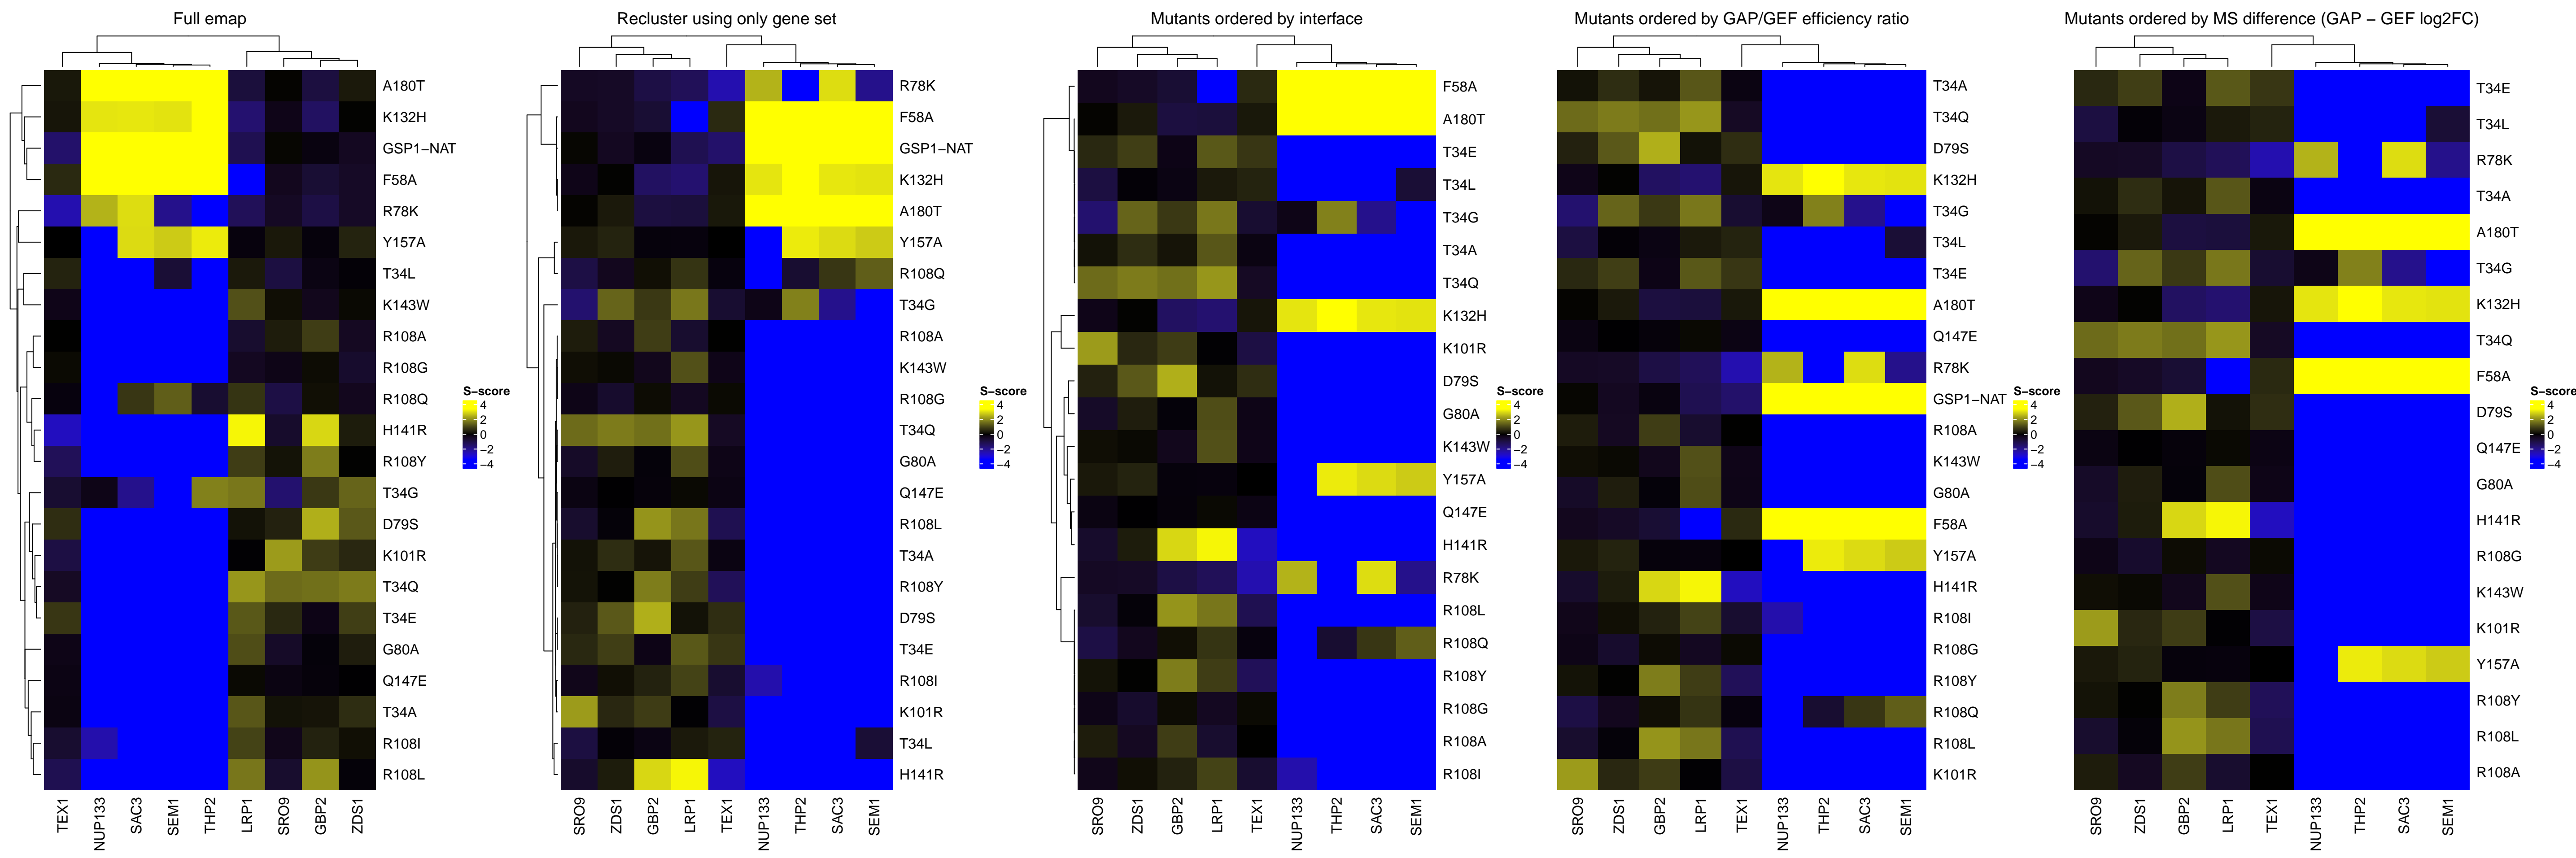 Full emap
A180T
K132H
GSP1−NAT
F58A
R78K
Y157A
T34L
K143W
R108A
R108G
R108Q
H141R
R108Y
T34G
D79S
K101R
T34Q
T34E
G80A
Q147E
T34A
R108I
R108L
TEX1
NUP133
SAC3
SEM1
THP2
LRP1
SRO9
GBP2
ZDS1
S−score
4
2
0
−2
−4
Recluster using only gene set
R78K
F58A
GSP1−NAT
K132H
A180T
Y157A
R108Q
T34G
R108A
K143W
R108G
T34Q
G80A
Q147E
R108L
T34A
R108Y
D79S
T34E
R108I
K101R
T34L
H141R
SRO9
ZDS1
GBP2
LRP1
TEX1
NUP133
THP2
SAC3
SEM1
S−score
4
2
0
−2
−4
Mutants ordered by interface
F58A
A180T
T34E
T34L
T34G
T34A
T34Q
K132H
K101R
D79S
G80A
K143W
Y157A
Q147E
H141R
R78K
R108L
R108Q
R108Y
R108G
R108A
R108I
SRO9
ZDS1
GBP2
LRP1
TEX1
NUP133
THP2
SAC3
SEM1
S−score
4
2
0
−2
−4
Mutants ordered by GAP/GEF efficiency ratio
T34A
T34Q
D79S
K132H
T34G
T34L
T34E
A180T
Q147E
R78K
GSP1−NAT
R108A
K143W
G80A
F58A
Y157A
H141R
R108I
R108G
R108Y
R108Q
R108L
K101R
SRO9
ZDS1
GBP2
LRP1
TEX1
NUP133
THP2
SAC3
SEM1
S−score
4
2
0
−2
−4
Mutants ordered by MS difference (GAP − GEF log2FC)
T34E
T34L
R78K
T34A
A180T
T34G
K132H
T34Q
F58A
D79S
Q147E
G80A
H141R
R108G
K143W
K101R
Y157A
R108Y
R108L
R108A
SRO9
ZDS1
GBP2
LRP1
TEX1
NUP133
THP2
SAC3
SEM1
S−score
4
2
0
−2
−4